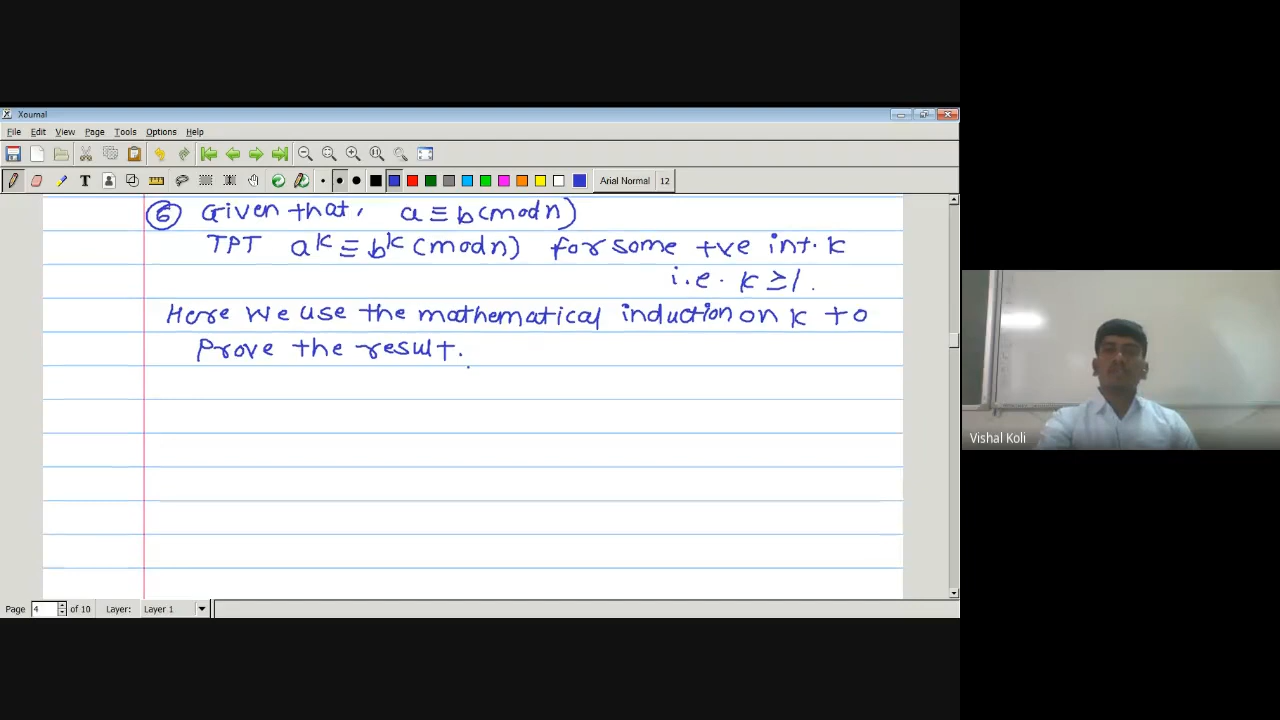 Xournal
File Edit View Page Tools Options Help
Arial Normal 12
⑥ Given that, a ≡ b (mod n)
TPT a^k ≡ b^k (mod n) for some +ve int. k
i.e. k ≥ 1.
Here we use the mathematical induction on k to
prove the result.
Vishal Koli
Page 4 of 10 Layer: Layer 1